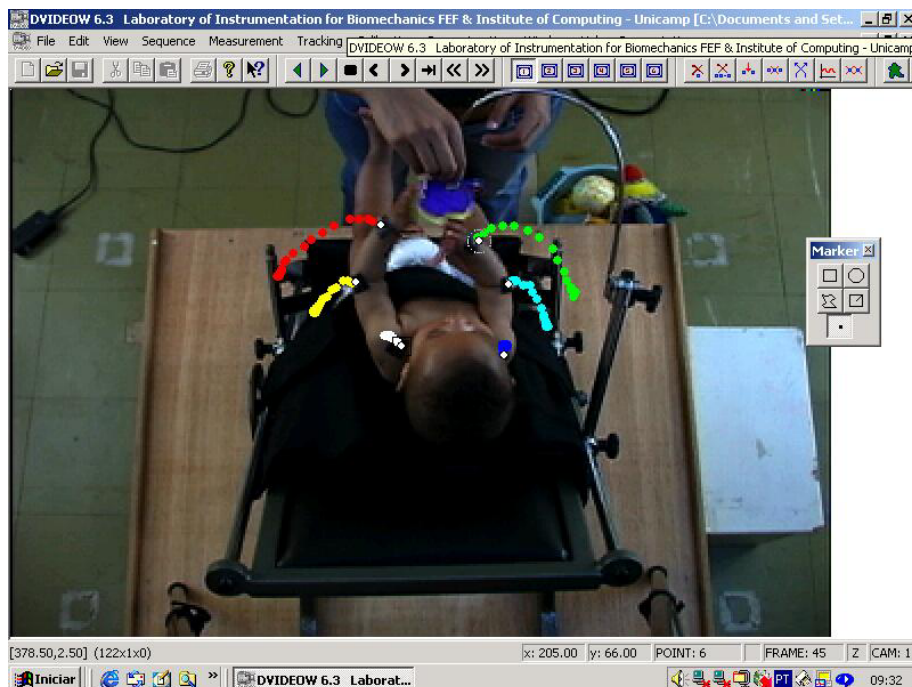 DVIDEOW 6.3 Laboratory of Instrumentation for Biomechanics FEF & Institute of Computing - Unicamp [C:\Documents and Set...
File Edit View Sequence Measurement Tracking
DVIDEOW 6.3 Laboratory of Instrumentation for Biomechanics FEF & Institute of Computing - Unicamp
Marker
[378.50,2.50] (122x1x0) x: 205.00 y: 66.00 POINT: 6 FRAME: 45 Z CAM: 1
Iniciar DVIDEOW 6.3 Laborat... PT 09:32